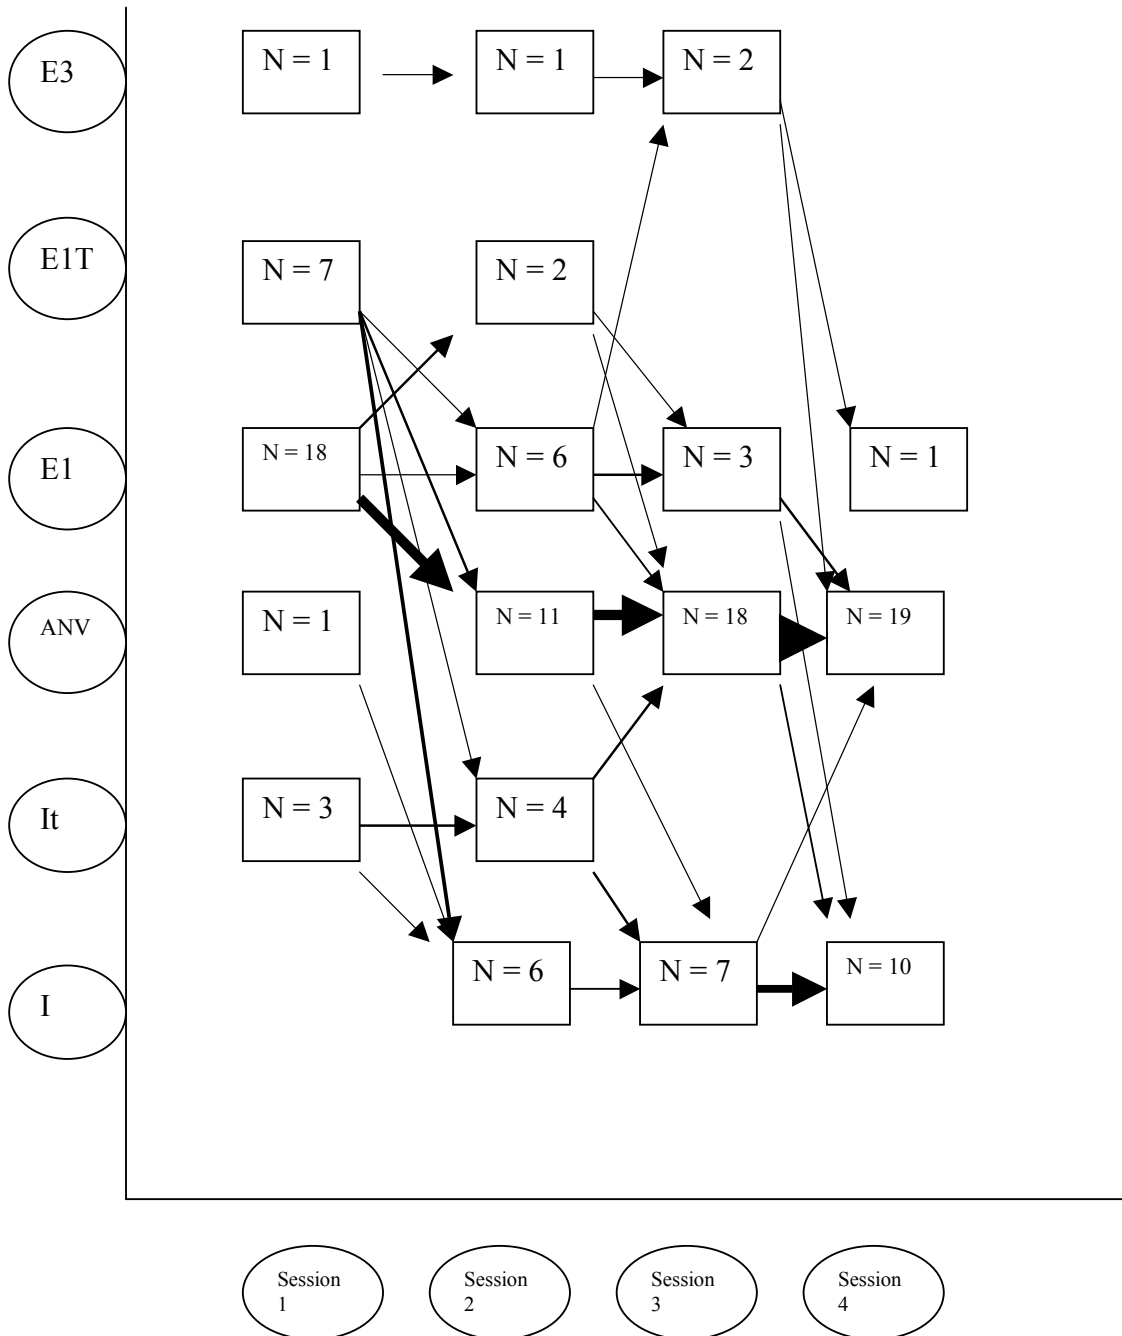 E3
N = 1
N = 1
N = 2
E1T
N = 7
N = 2
E1
N = 18
N = 6
N = 3
N = 1
ANV
N = 1
N = 11
N = 18
N = 19
It
N = 3
N = 4
I
N = 6
N = 7
N = 10
Session
1
Session
2
Session
3
Session
4